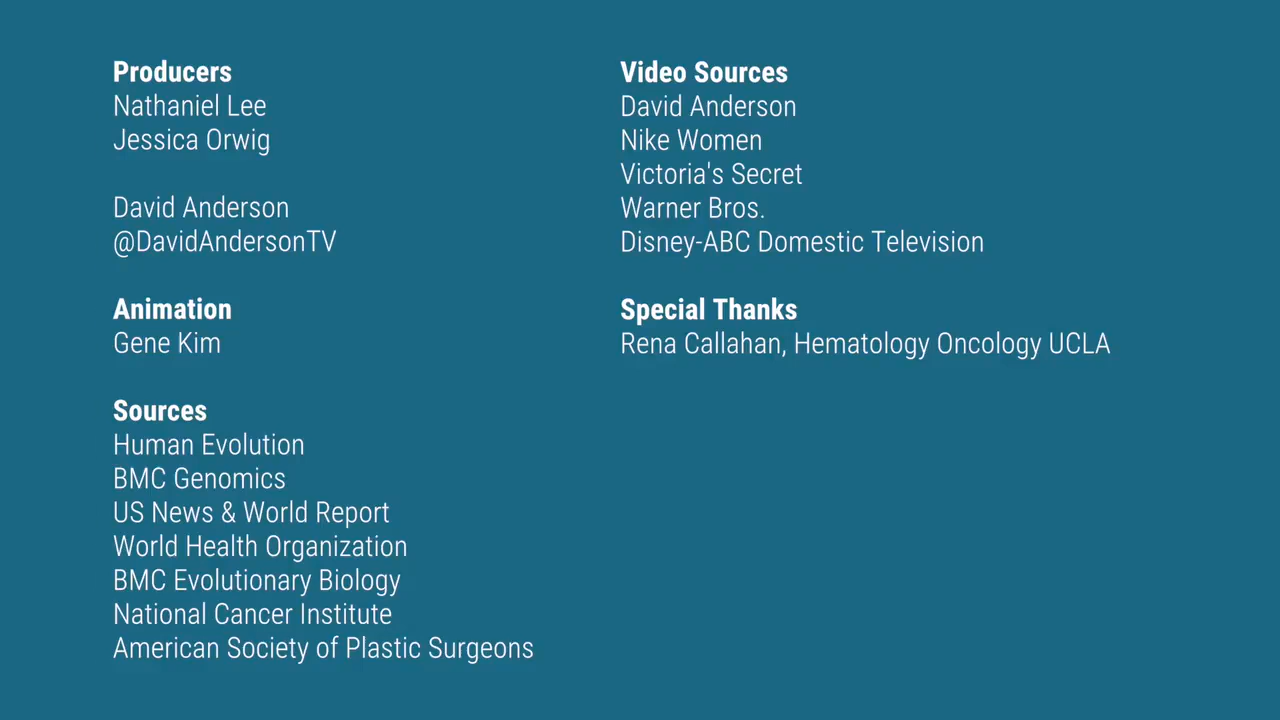 Producers
Nathaniel Lee
Jessica Orwig
David Anderson
@DavidAndersonTV
Animation
Gene Kim
Sources
Human Evolution
BMC Genomics
US News & World Report
World Health Organization
BMC Evolutionary Biology
National Cancer Institute
American Society of Plastic Surgeons
Video Sources
David Anderson
Nike Women
Victoria's Secret
Warner Bros.
Disney-ABC Domestic Television
Special Thanks
Rena Callahan, Hematology Oncology UCLA